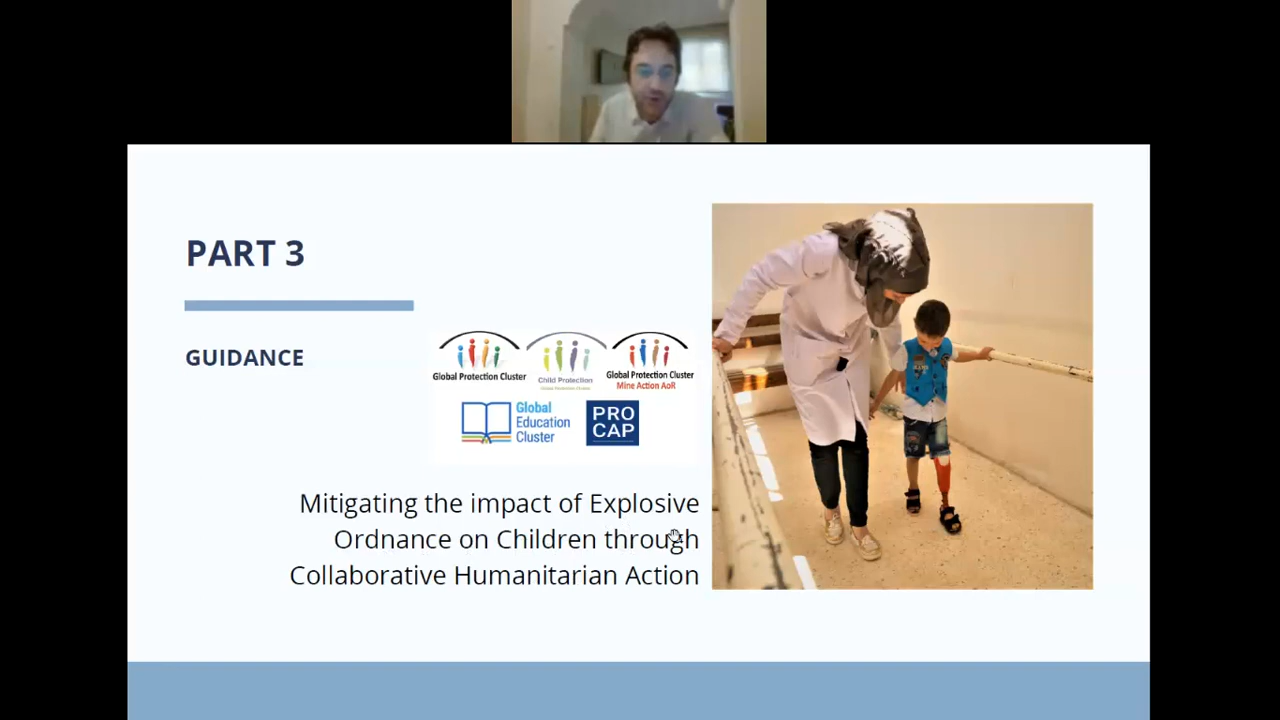 PART 3
GUIDANCE
Global Protection Cluster
Child Protection
Global Protection Cluster
Mine Action AoR
Global
Education
Cluster
PRO
CAP
Mitigating the impact of Explosive
Ordnance on Children through
Collaborative Humanitarian Action